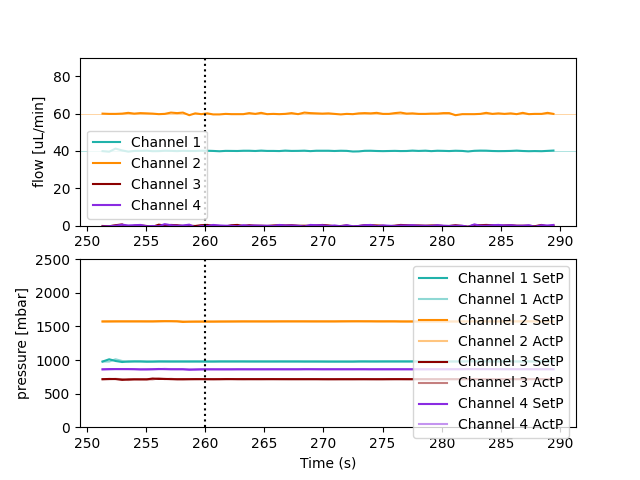 80
60
40
20
0
flow [uL/min]
Channel 1
Channel 2
Channel 3
Channel 4
250 255 260 265 270 275 280 285 290
2500
2000
1500
1000
500
0
pressure [mbar]
Channel 1 SetP
Channel 1 ActP
Channel 2 SetP
Channel 2 ActP
Channel 3 SetP
Channel 3 ActP
Channel 4 SetP
Channel 4 ActP
250 255 260 265 270 275 280 285 290
Time (s)